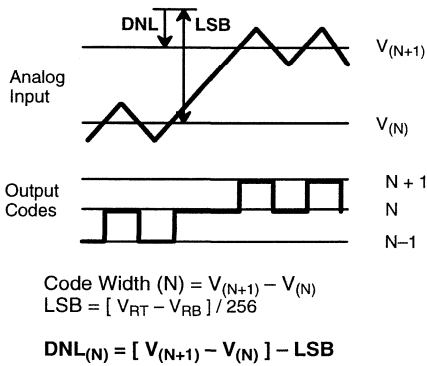 DNL LSB
V(N+1)
Analog
Input
V(N)
Output
Codes
N + 1
N
N–1
Code Width (N) = V(N+1) – V(N)
LSB = [ VRT – VRB ] / 256
DNL(N) = [ V(N+1) – V(N) ] – LSB